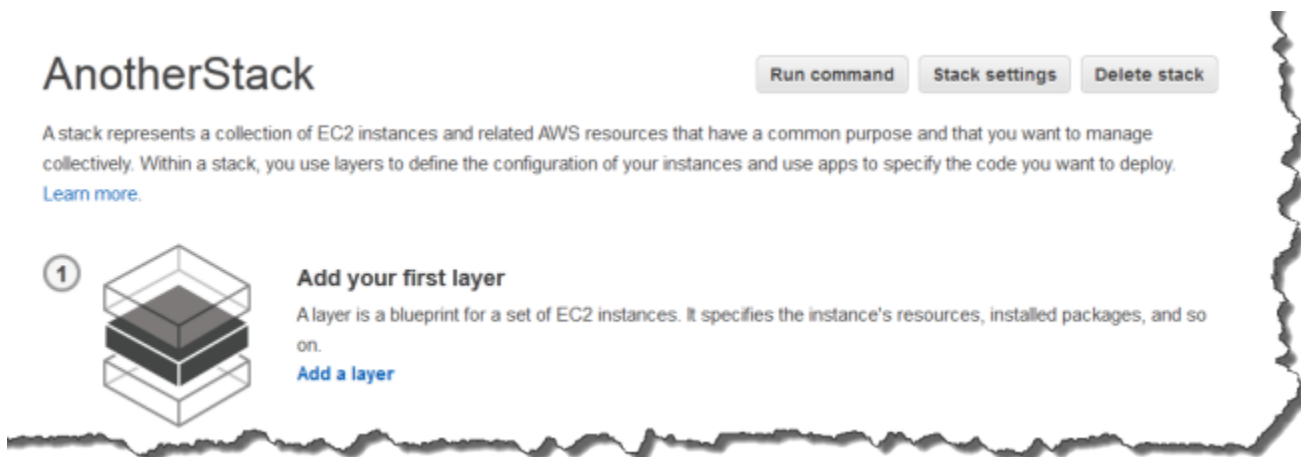 AnotherStack
Run command
Stack settings
Delete stack
A stack represents a collection of EC2 instances and related AWS resources that have a common purpose and that you want to manage
collectively. Within a stack, you use layers to define the configuration of your instances and use apps to specify the code you want to deploy.
Learn more.
1
Add your first layer
A layer is a blueprint for a set of EC2 instances. It specifies the instance's resources, installed packages, and so
on.
Add a layer